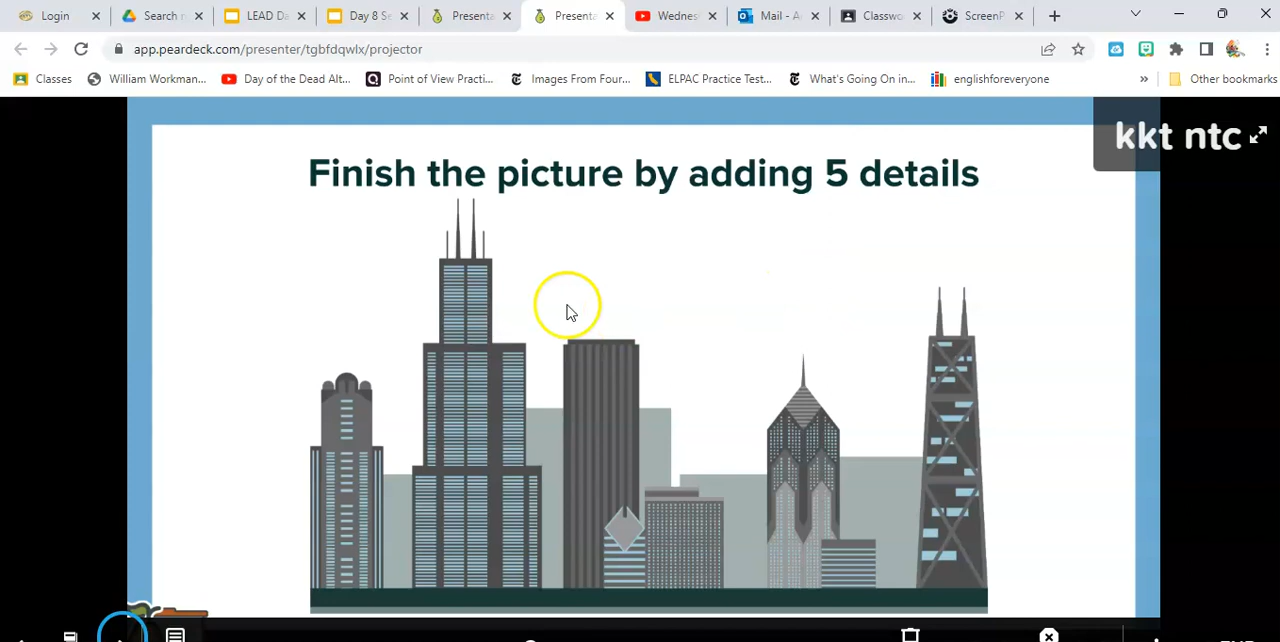 Login
Search n
LEAD Da
Day 8 Se
Presenta
Presenta
Wednes
Mail - A
Classwo
ScreenP
app.peardeck.com/presenter/tgbfdqwlx/projector
Classes
William Workman...
Day of the Dead Alt...
Point of View Practi...
Images From Four...
ELPAC Practice Test...
What's Going On in...
englishforeveryone
»
Other bookmarks
kkt ntc
Finish the picture by adding 5 details